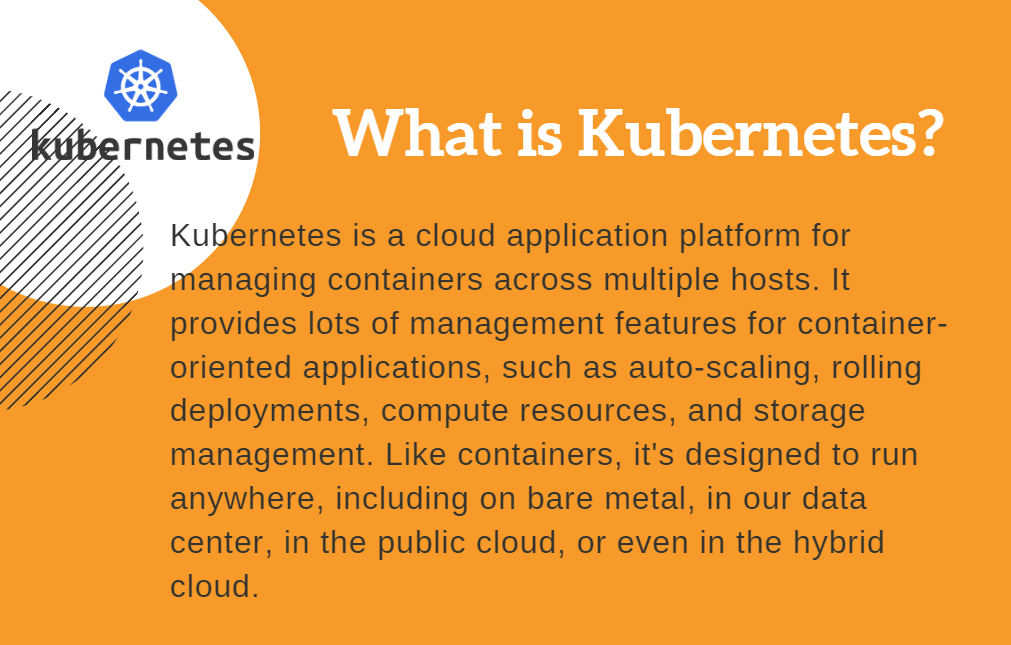 kubernetes
What is Kubernetes?
Kubernetes is a cloud application platform for
managing containers across multiple hosts. It
provides lots of management features for container-
oriented applications, such as auto-scaling, rolling
deployments, compute resources, and storage
management. Like containers, it's designed to run
anywhere, including on bare metal, in our data
center, in the public cloud, or even in the hybrid
cloud.